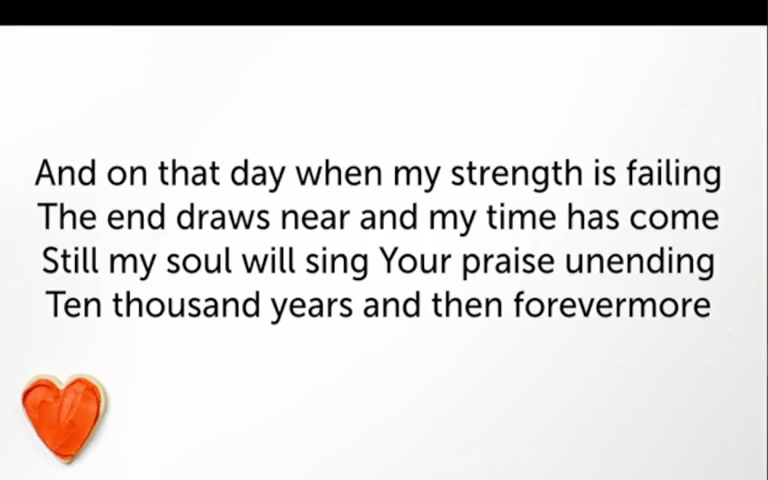 And on that day when my strength is failing
The end draws near and my time has come
Still my soul will sing Your praise unending
Ten thousand years and then forevermore